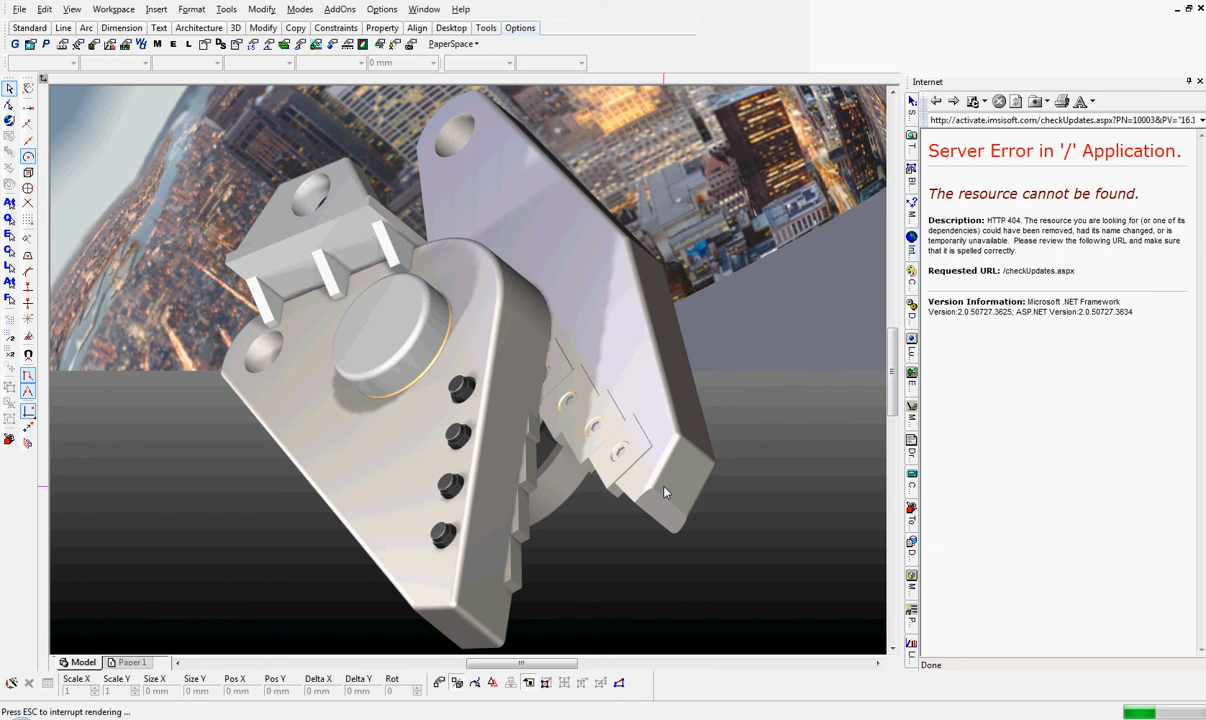 File Edit View Workspace Insert Format Tools Modify Modes AddOns Options Window Help
Standard Line Arc Dimension Text Architecture 3D Modify Copy Constraints Property Align Desktop Tools Options
G P M E L PaperSpace
0 mm
Internet
http://activate.imsisoft.com/checkUpdates.aspx?PN=10003&PV="16.1
Server Error in '/' Application.
The resource cannot be found.
Description: HTTP 404. The resource you are looking for (or one of its
dependencies) could have been removed, had its name changed, or is
temporarily unavailable. Please review the following URL and make sure
that it is spelled correctly.
Requested URL: /checkUpdates.aspx
Version Information: Microsoft .NET Framework
Version:2.0.50727.3625; ASP.NET Version:2.0.50727.3634
Model Paper 1
Done
Scale X Scale Y Size X Size Y Pos X Pos Y Delta X Delta Y Rot
1 1 0 mm 0 mm 0 mm 0 mm 0 mm 0 mm 0
Press ESC to interrupt rendering ...